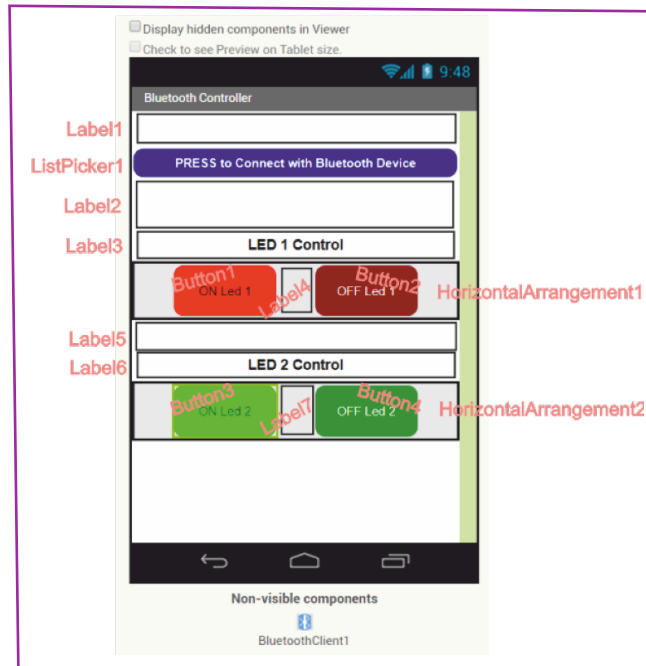 Display hidden components in Viewer
Check to see Preview on Tablet size.
9:48
Bluetooth Controller
Label1
ListPicker1 PRESS to Connect with Bluetooth Device
Label2
Label3 LED 1 Control
Button1 ON Led 1 Label4 Button2 OFF Led 1 HorizontalArrangement1
Label5
Label6 LED 2 Control
Button3 ON Led 2 Label7 Button4 OFF Led 2 HorizontalArrangement2
Non-visible components
BluetoothClient1